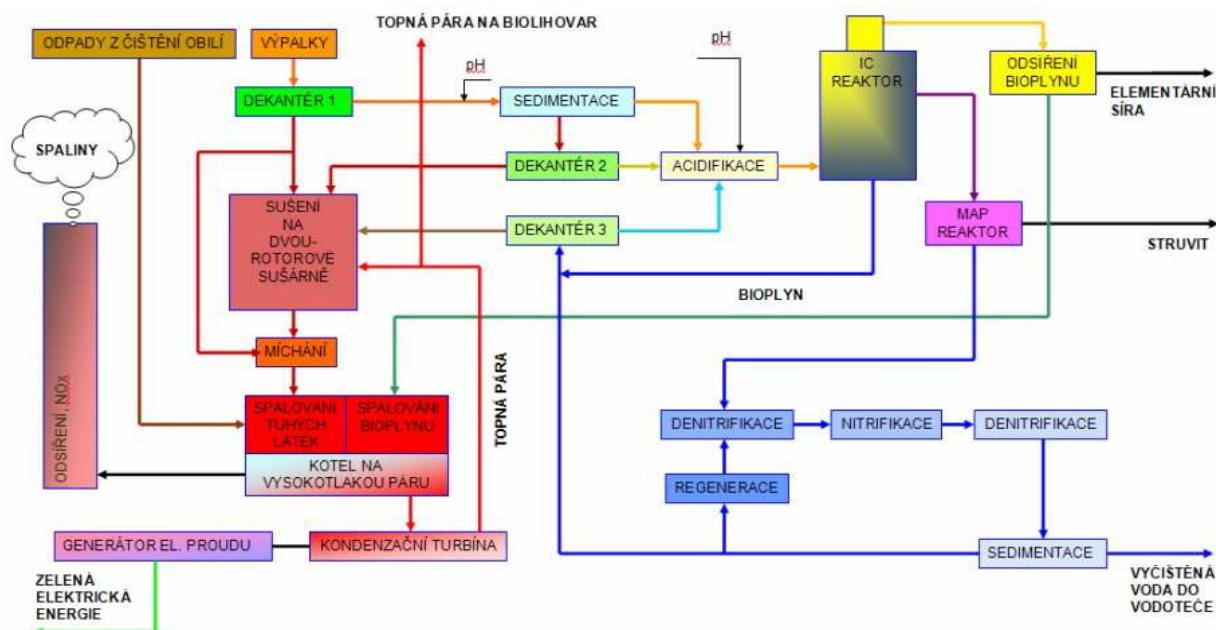 TOPNÁ PÁRA NA BIOLIHOVAR
ODPADY Z ČIŠTĚNÍ OBILÍ
VÝPALKY
pH
pH
IC
REAKTOR
ODSÍŘENÍ
BIOPLYNU
DEKANTÉR 1
SEDIMENTACE
ELEMENTÁRNÍ
SÍRA
SPALINY
DEKANTÉR 2
ACIDIFIKACE
SUŠENÍ
NA
DVOU-
ROTOROVÉ
SUŠÁRNĚ
DEKANTÉR 3
MAP
REAKTOR
STRUVIT
BIOPLYN
MÍCHÁNÍ
TOPNÁ PÁRA
ODSÍŘENÍ, NOx
SPALOVÁNÍ
TUHÝCH
LÁTEK
SPALOVÁNÍ
BIOPLYNU
KOTEL NA
VYSOKOTLAKOU PÁRU
DENITRIFIKACE
NITRIFIKACE
DENITRIFIKACE
REGENERACE
GENERÁTOR EL. PROUDU
KONDENZAČNÍ TURBÍNA
SEDIMENTACE
ZELENÁ
ELEKTRICKÁ
ENERGIE
VYČIŠTĚNÁ
VODA DO
VODOTEČE